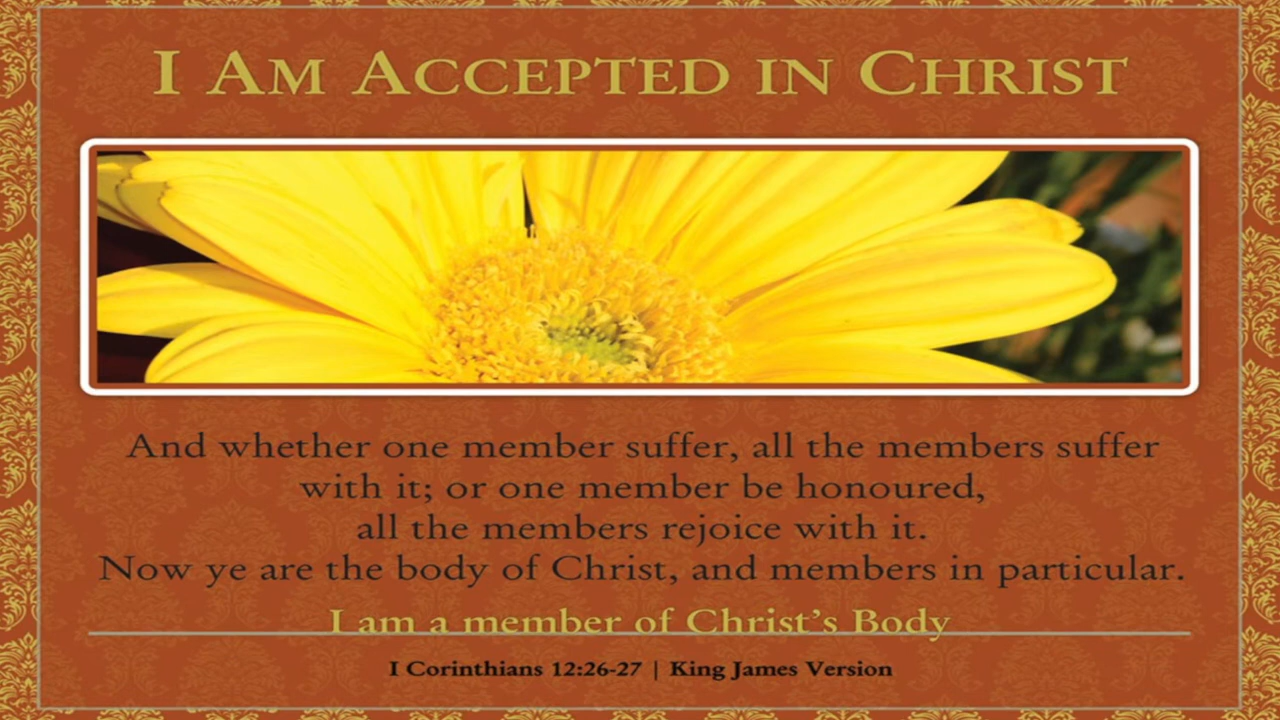 I Am Accepted in Christ
And whether one member suffer, all the members suffer
with it; or one member be honoured,
all the members rejoice with it.
Now ye are the body of Christ, and members in particular.
I am a member of Christ's Body
I Corinthians 12:26-27 | King James Version